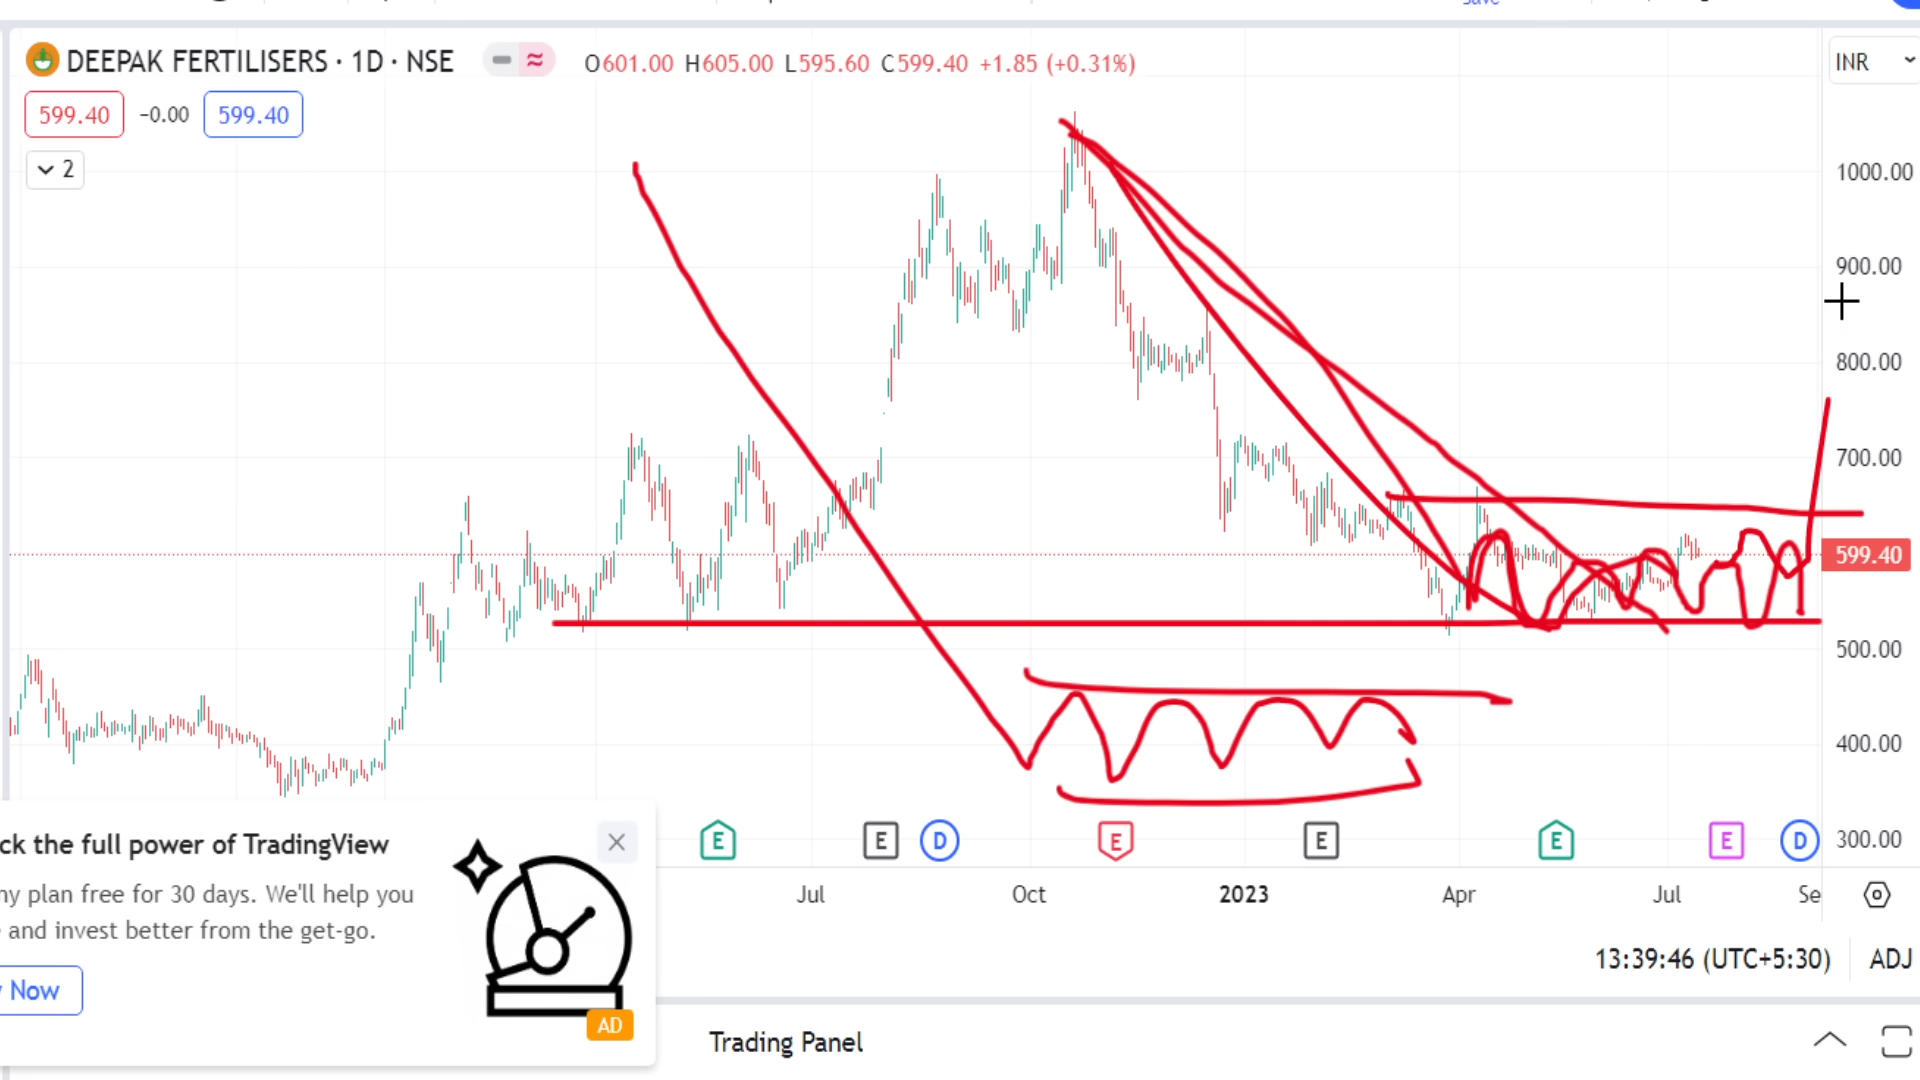 save
DEEPAK FERTILISERS · 1D · NSE
O601.00 H605.00 L595.60 C599.40 +1.85 (+0.31%)
INR
599.40 −0.00 599.40
2
1000.00
900.00
800.00
700.00
599.40
500.00
400.00
300.00
E E D E E E E D
Jul Oct 2023 Apr Jul Se
ck the full power of TradingView
ny plan free for 30 days. We'll help you
and invest better from the get-go.
Now
AD
13:39:46 (UTC+5:30) ADJ
Trading Panel